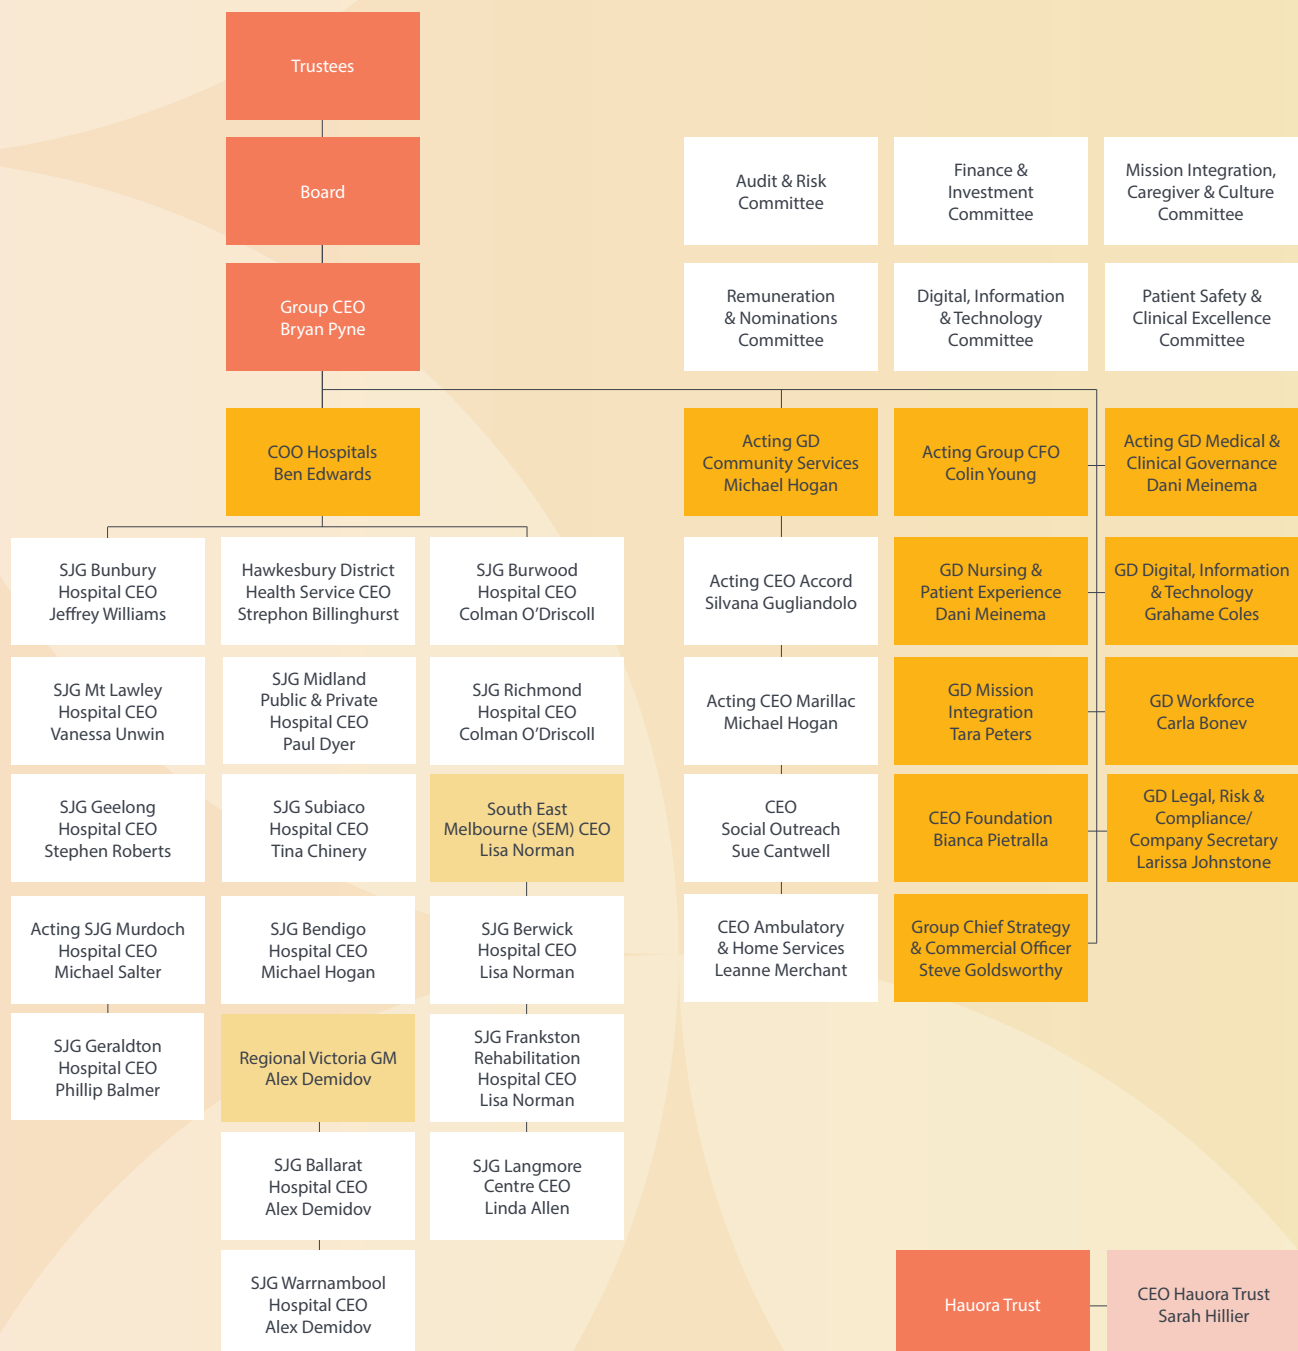 Trustees
Board
Group CEO
Bryan Pyne
Audit & Risk
Committee
Finance &
Investment
Committee
Mission Integration,
Caregiver & Culture
Committee
Remuneration
& Nominations
Committee
Digital, Information
& Technology
Committee
Patient Safety &
Clinical Excellence
Committee
COO Hospitals
Ben Edwards
SJG Bunbury
Hospital CEO
Jeffrey Williams
SJG Mt Lawley
Hospital CEO
Vanessa Unwin
SJG Geelong
Hospital CEO
Stephen Roberts
Acting SJG Murdoch
Hospital CEO
Michael Salter
SJG Geraldton
Hospital CEO
Phillip Balmer
Hawkesbury District
Health Service CEO
Strephon Billinghurst
SJG Midland
Public & Private
Hospital CEO
Paul Dyer
SJG Subiaco
Hospital CEO
Tina Chinery
SJG Bendigo
Hospital CEO
Michael Hogan
Regional Victoria GM
Alex Demidov
SJG Ballarat
Hospital CEO
Alex Demidov
SJG Warrnambool
Hospital CEO
Alex Demidov
SJG Burwood
Hospital CEO
Colman O’Driscoll
SJG Richmond
Hospital CEO
Colman O’Driscoll
South East
Melbourne (SEM) CEO
Lisa Norman
SJG Berwick
Hospital CEO
Lisa Norman
SJG Frankston
Rehabilitation
Hospital CEO
Lisa Norman
SJG Langmore
Centre CEO
Linda Allen
Acting GD
Community Services
Michael Hogan
Acting CEO Accord
Silvana Gugliandolo
Acting CEO Marillac
Michael Hogan
CEO
Social Outreach
Sue Cantwell
CEO Ambulatory
& Home Services
Leanne Merchant
Acting Group CFO
Colin Young
Acting GD Medical &
Clinical Governance
Dani Meinema
GD Nursing &
Patient Experience
Dani Meinema
GD Digital, Information
& Technology
Grahame Coles
GD Mission
Integration
Tara Peters
GD Workforce
Carla Bonev
CEO Foundation
Bianca Pietralla
GD Legal, Risk &
Compliance/
Company Secretary
Larissa Johnstone
Group Chief Strategy
& Commercial Officer
Steve Goldsworthy
Hauora Trust
CEO Hauora Trust
Sarah Hillier